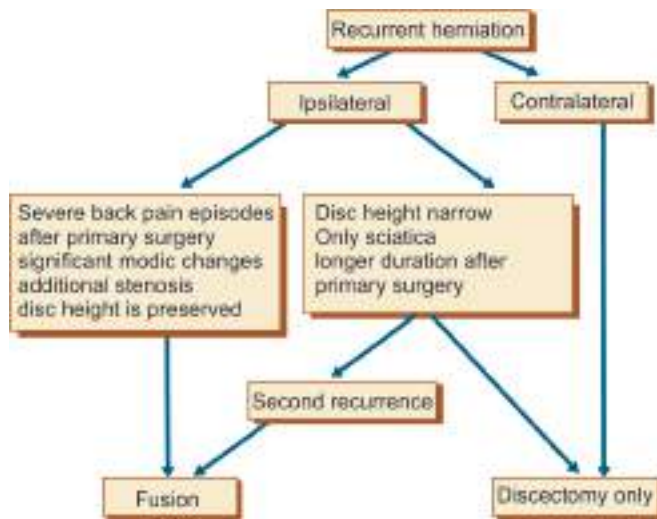 Recurrent herniation
Ipsilateral
Contralateral
Severe back pain episodes
after primary surgery
significant modic changes
additional stenosis
disc height is preserved
Disc height narrow
Only sciatica
longer duration after
primary surgery
Second recurrence
Fusion
Discectomy only